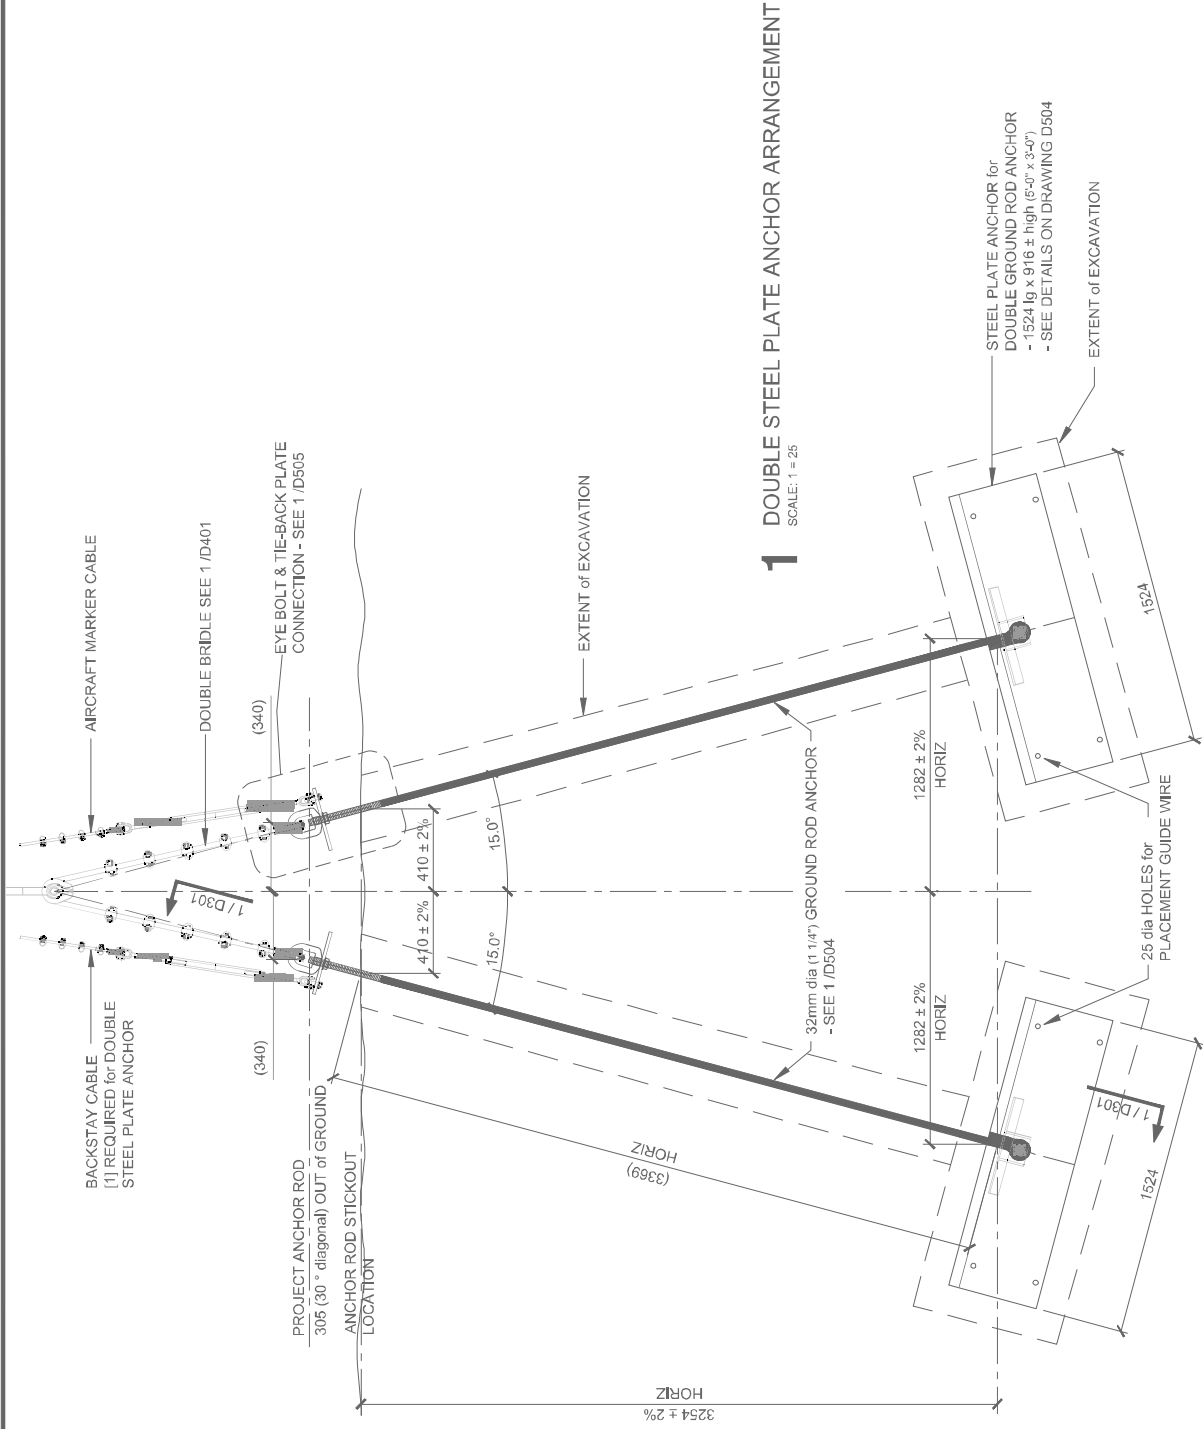 BACKSTAY CABLE
[1] REQUIRED for DOUBLE
STEEL PLATE ANCHOR
AIRCRAFT MARKER CABLE
DOUBLE BRIDLE SEE 1 /D401
EYE BOLT & TIE-BACK PLATE
CONNECTION - SEE 1 /D505
1 / D301
(340)
(340)
PROJECT ANCHOR ROD
305 (30 ° diagonal) OUT of GROUND
ANCHOR ROD STICKOUT
LOCATION
410 ± 2%
410 ± 2%
15.0°
15.0°
EXTENT of EXCAVATION
(3369)
HORIZ
32mm dia (1 1/4") GROUND ROD ANCHOR
- SEE 1 /D504
1282 ± 2%
HORIZ
1282 ± 2%
HORIZ
3254 ± 2%
HORIZ
1 DOUBLE STEEL PLATE ANCHOR ARRANGEMENT
SCALE: 1 = 25
STEEL PLATE ANCHOR for
DOUBLE GROUND ROD ANCHOR
- 1524 lg x 916 ± high (5'-0" x 3'-0")
- SEE DETAILS ON DRAWING D504
EXTENT of EXCAVATION
25 dia HOLES for
PLACEMENT GUIDE WIRE
1 / D301
1524
1524